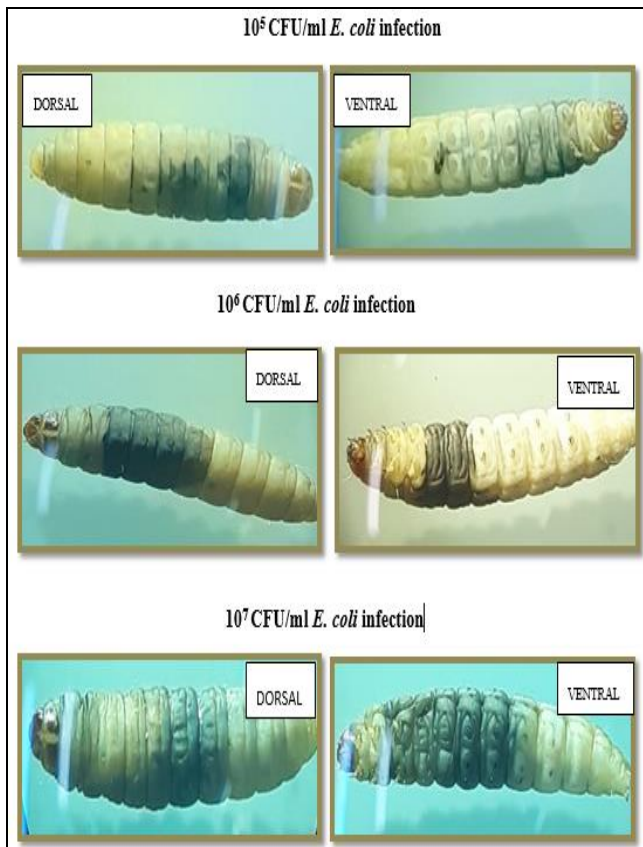 10⁵ CFU/ml E. coli infection
DORSAL
VENTRAL
10⁶ CFU/ml E. coli infection
DORSAL
VENTRAL
10⁷ CFU/ml E. coli infection
DORSAL
VENTRAL